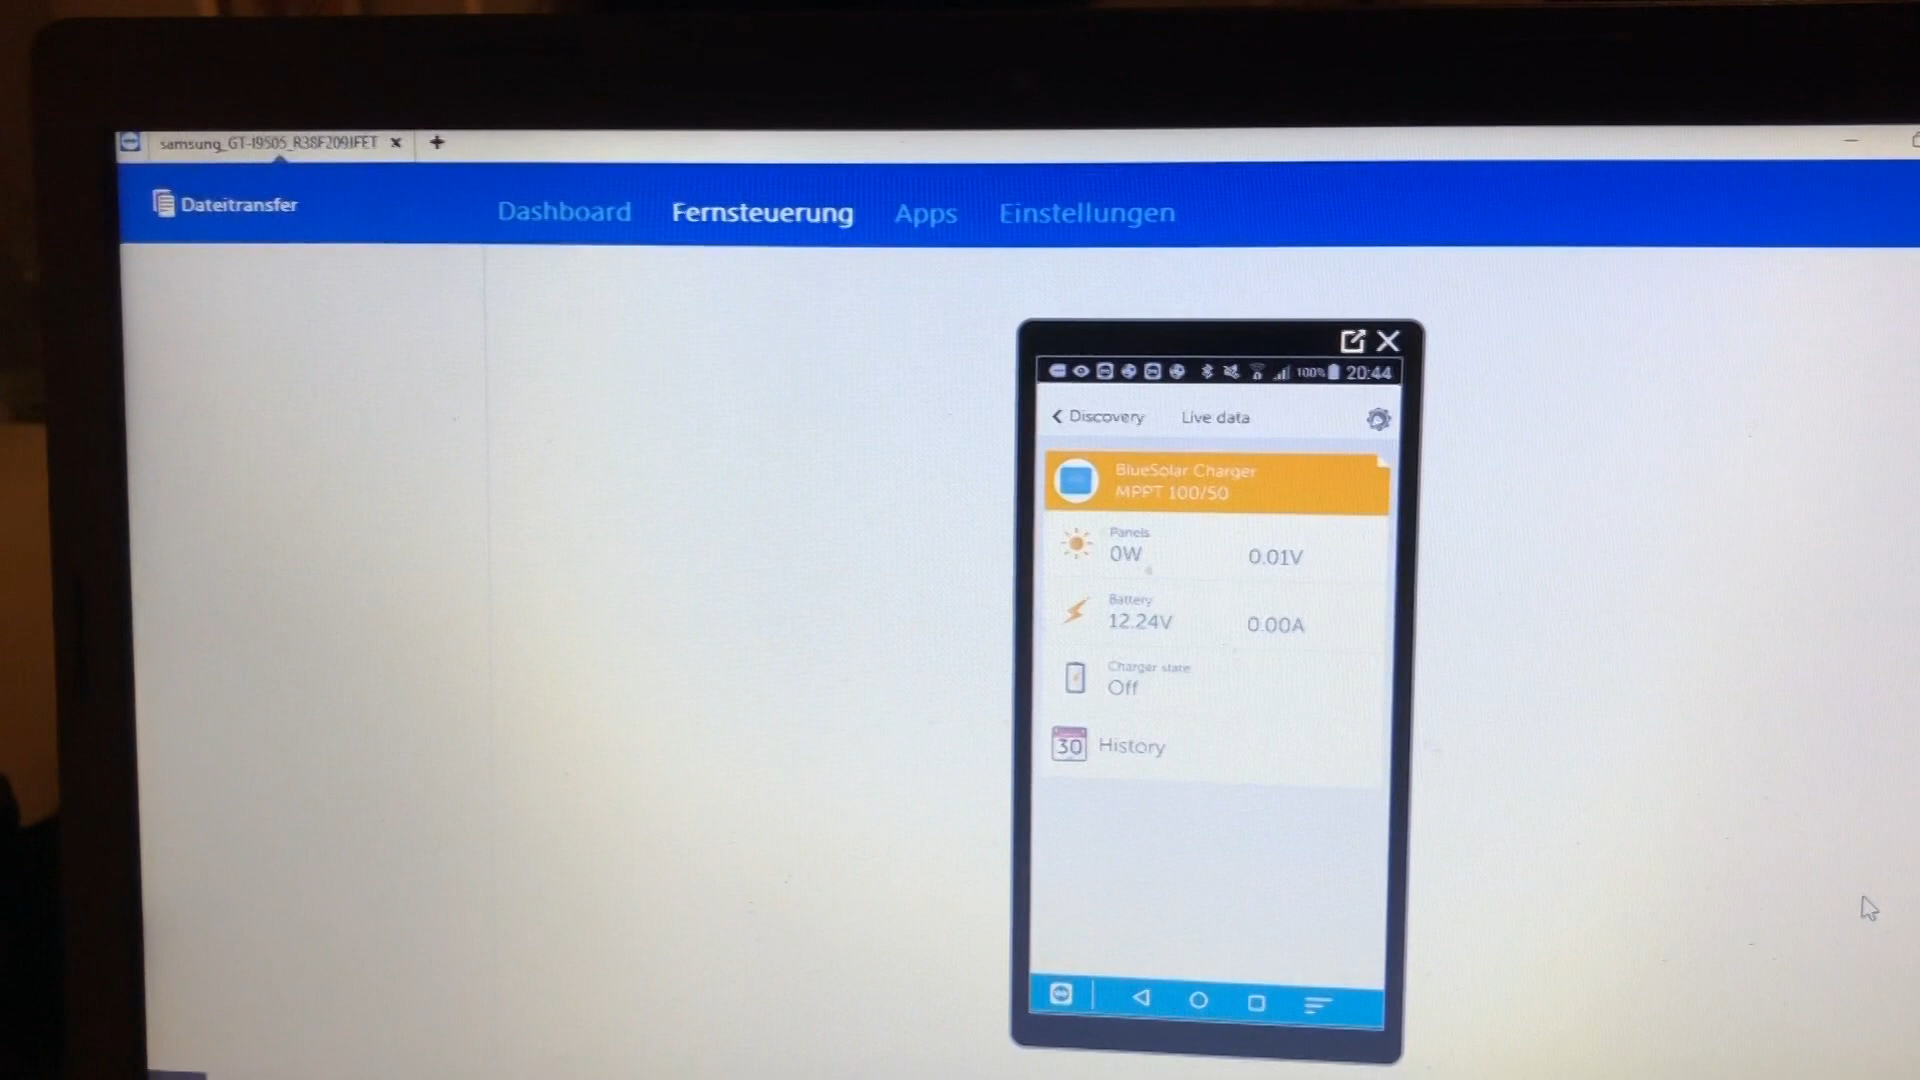 samsung_GT-I9505_R38F209JFET
Dateitransfer
Dashboard Fernsteuerung Apps Einstellungen
100% 20:44
Discovery Live data
BlueSolar Charger
MPPT 100/50
Panels
0W 0.01V
Battery
12.24V 0.00A
Charger state
Off
30 History